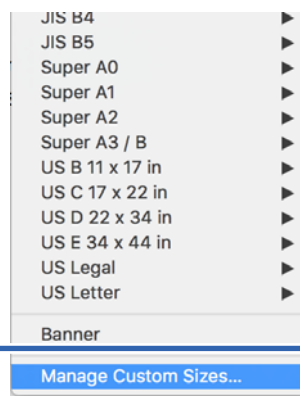 JIS B4
JIS B5
Super A0
Super A1
Super A2
Super A3 / B
US B 11 x 17 in
US C 17 x 22 in
US D 22 x 34 in
US E 34 x 44 in
US Legal
US Letter
Banner
Manage Custom Sizes...